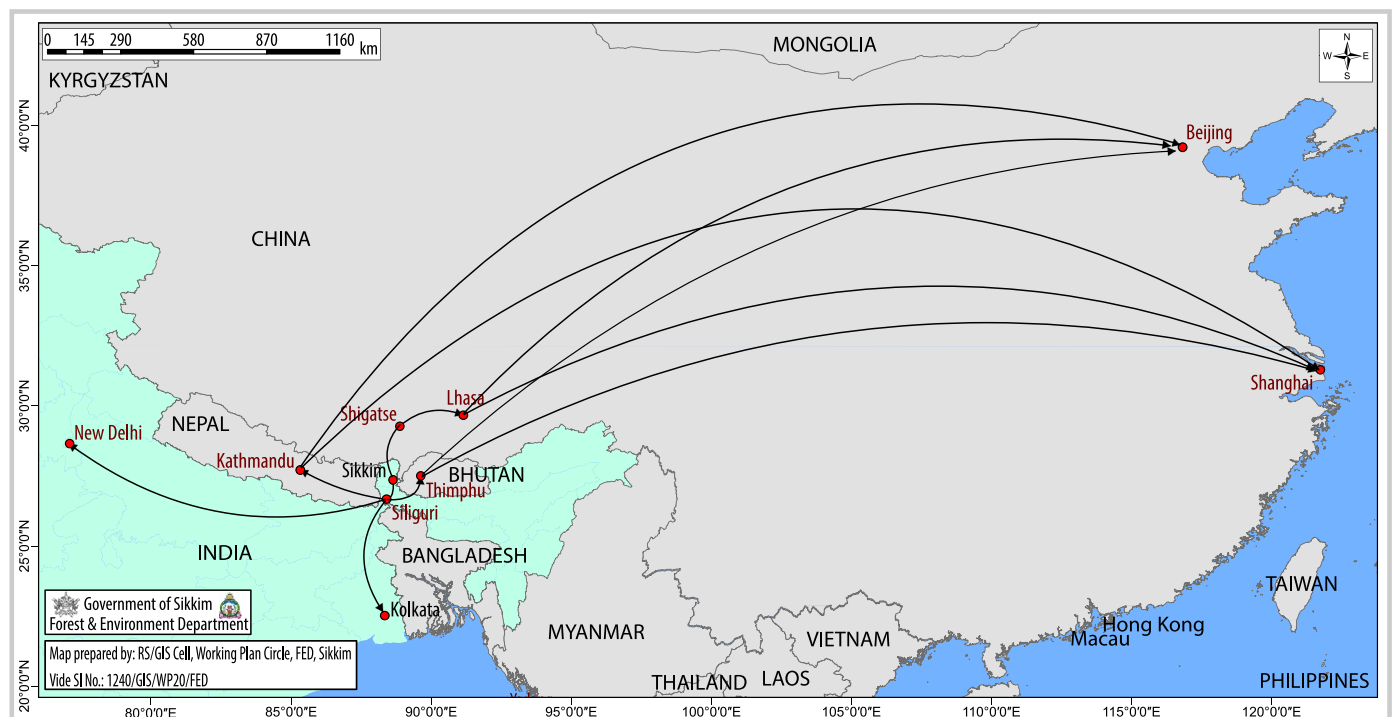 0 145 290 580 870 1160
km
MONGOLIA
N
W E
S
KYRGYZSTAN
40°0'0"N
Beijing
CHINA
35°0'0"N
30°0'0"N
Shanghai
Lhasa
Shigatse
NEPAL
New Delhi
Kathmandu
Sikkim
BHUTAN
Thimphu
Siliguri
25°0'0"N
INDIA
BANGLADESH
TAIWAN
Kolkata
Government of Sikkim
Forest & Environment Department
Hong Kong
Macau
MYANMAR
VIETNAM
Map prepared by: RS/GIS Cell, Working Plan Circle, FED, Sikkim
Vide Sl No.: 1240/GIS/WP20/FED
THAILAND
LAOS
PHILIPPINES
20°0'0"N
80°0'0"E 85°0'0"E 90°0'0"E 95°0'0"E 100°0'0"E 105°0'0"E 110°0'0"E 115°0'0"E 120°0'0"E